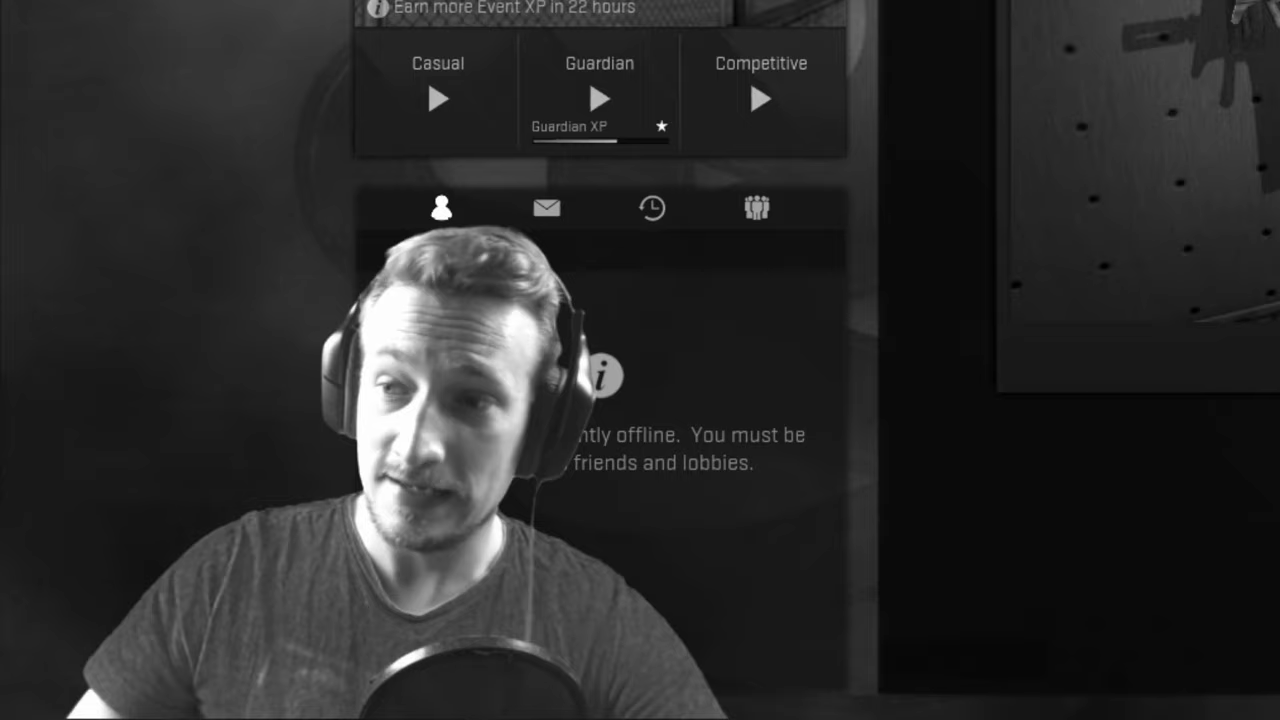 Earn more Event XP in 22 hours
Casual
Guardian
Competitive
Guardian XP
i
offline. You must be
friends and lobbies.